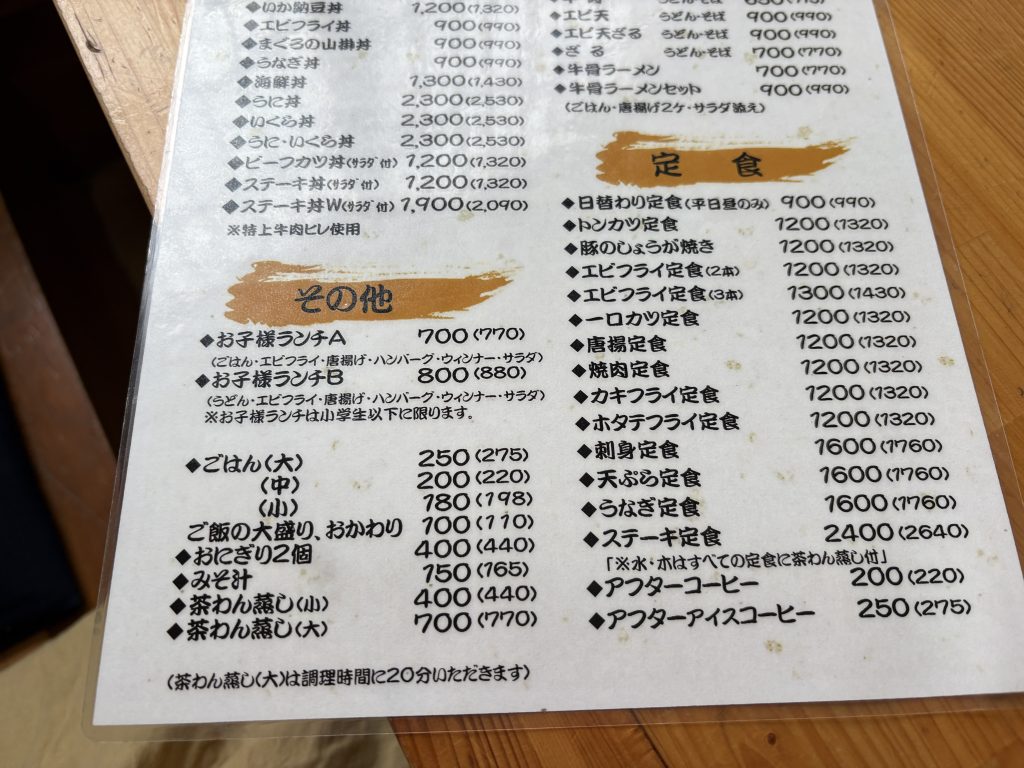 ◆いか納豆丼 1,200(1,320)
◆エビフライ丼 900(990)
◆まぐろの山掛丼 900(990)
◆うなぎ丼 900(990)
◆海鮮丼 1,300(1,430)
◆うに丼 2,300(2,530)
◆いくら丼 2,300(2,530)
◆うに・いくら丼 2,300(2,530)
◆ビーフカツ丼(サラダ付) 1,200(1,320)
◆ステーキ丼(サラダ付) 1,200(1,320)
◆ステーキ丼W(サラダ付) 1,900(2,090)
※特上牛肉ヒレ使用
その他
◆お子様ランチA 700(770)
(ごはん・エビフライ・唐揚げ・ハンバーグ・ウィンナー・サラダ)
◆お子様ランチB 800(880)
(うどん・エビフライ・唐揚げ・ハンバーグ・ウィンナー・サラダ)
※お子様ランチは小学生以下に限ります。
◆ごはん(大) 250(275)
(中) 200(220)
(小) 180(198)
ご飯の大盛り、おかわり 100(110)
◆おにぎり2個 400(440)
◆みそ汁 150(165)
◆茶わん蒸し(小) 400(440)
◆茶わん蒸し(大) 700(770)
(茶わん蒸し(大)は調理時間に20分いただきます)
うどん・そば
◆エビ天 うどん・そば 900(990)
◆エビ天ざる うどん・そば 900(990)
◆ざる うどん・そば 700(770)
◆牛骨ラーメン 700(770)
◆牛骨ラーメンセット 900(990)
(ごはん・唐揚げ2ケ・サラダ添え)
定食
◆日替わり定食(平日昼のみ) 900(990)
◆トンカツ定食 1200(1320)
◆豚のしょうが焼き 1200(1320)
◆エビフライ定食(2本) 1200(1320)
◆エビフライ定食(3本) 1300(1430)
◆一口カツ定食 1200(1320)
◆唐揚定食 1200(1320)
◆焼肉定食 1200(1320)
◆カキフライ定食 1200(1320)
◆ホタテフライ定食 1200(1320)
◆刺身定食 1600(1760)
◆天ぷら定食 1600(1760)
◆うなぎ定食 1600(1760)
◆ステーキ定食 2400(2640)
「※水・木はすべての定食に茶わん蒸し付」
◆アフターコーヒー 200(220)
◆アフターアイスコーヒー 250(275)